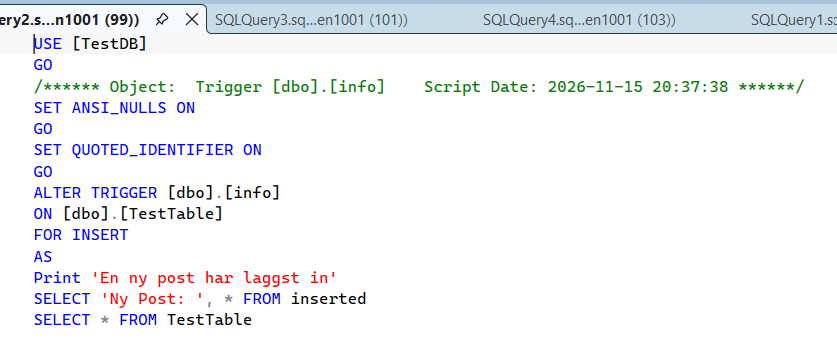 ery2.s...n1001 (99)) SQLQuery3.sq...en1001 (101)) SQLQuery4.sq...en1001 (103)) SQLQuery1.sq
USE [TestDB]
GO
/****** Object:  Trigger [dbo].[info]    Script Date: 2026-11-15 20:37:38 ******/
SET ANSI_NULLS ON
GO
SET QUOTED_IDENTIFIER ON
GO
ALTER TRIGGER [dbo].[info]
ON [dbo].[TestTable]
FOR INSERT
AS
Print 'En ny post har laggst in'
SELECT 'Ny Post: ', * FROM inserted
SELECT * FROM TestTable